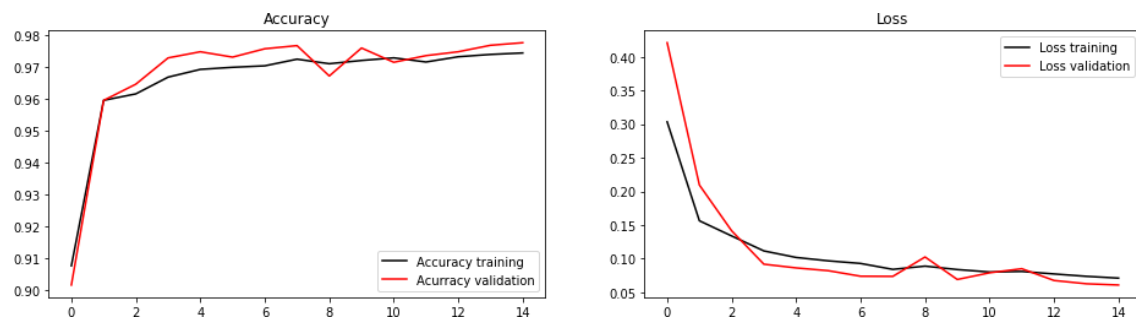 Accuracy
0.98
0.97
0.96
0.95
0.94
0.93
0.92
0.91
0.90
Accuracy training
Acurracy validation
0 2 4 6 8 10 12 14
Loss
0.40
0.35
0.30
0.25
0.20
0.15
0.10
0.05
Loss training
Loss validation
0 2 4 6 8 10 12 14